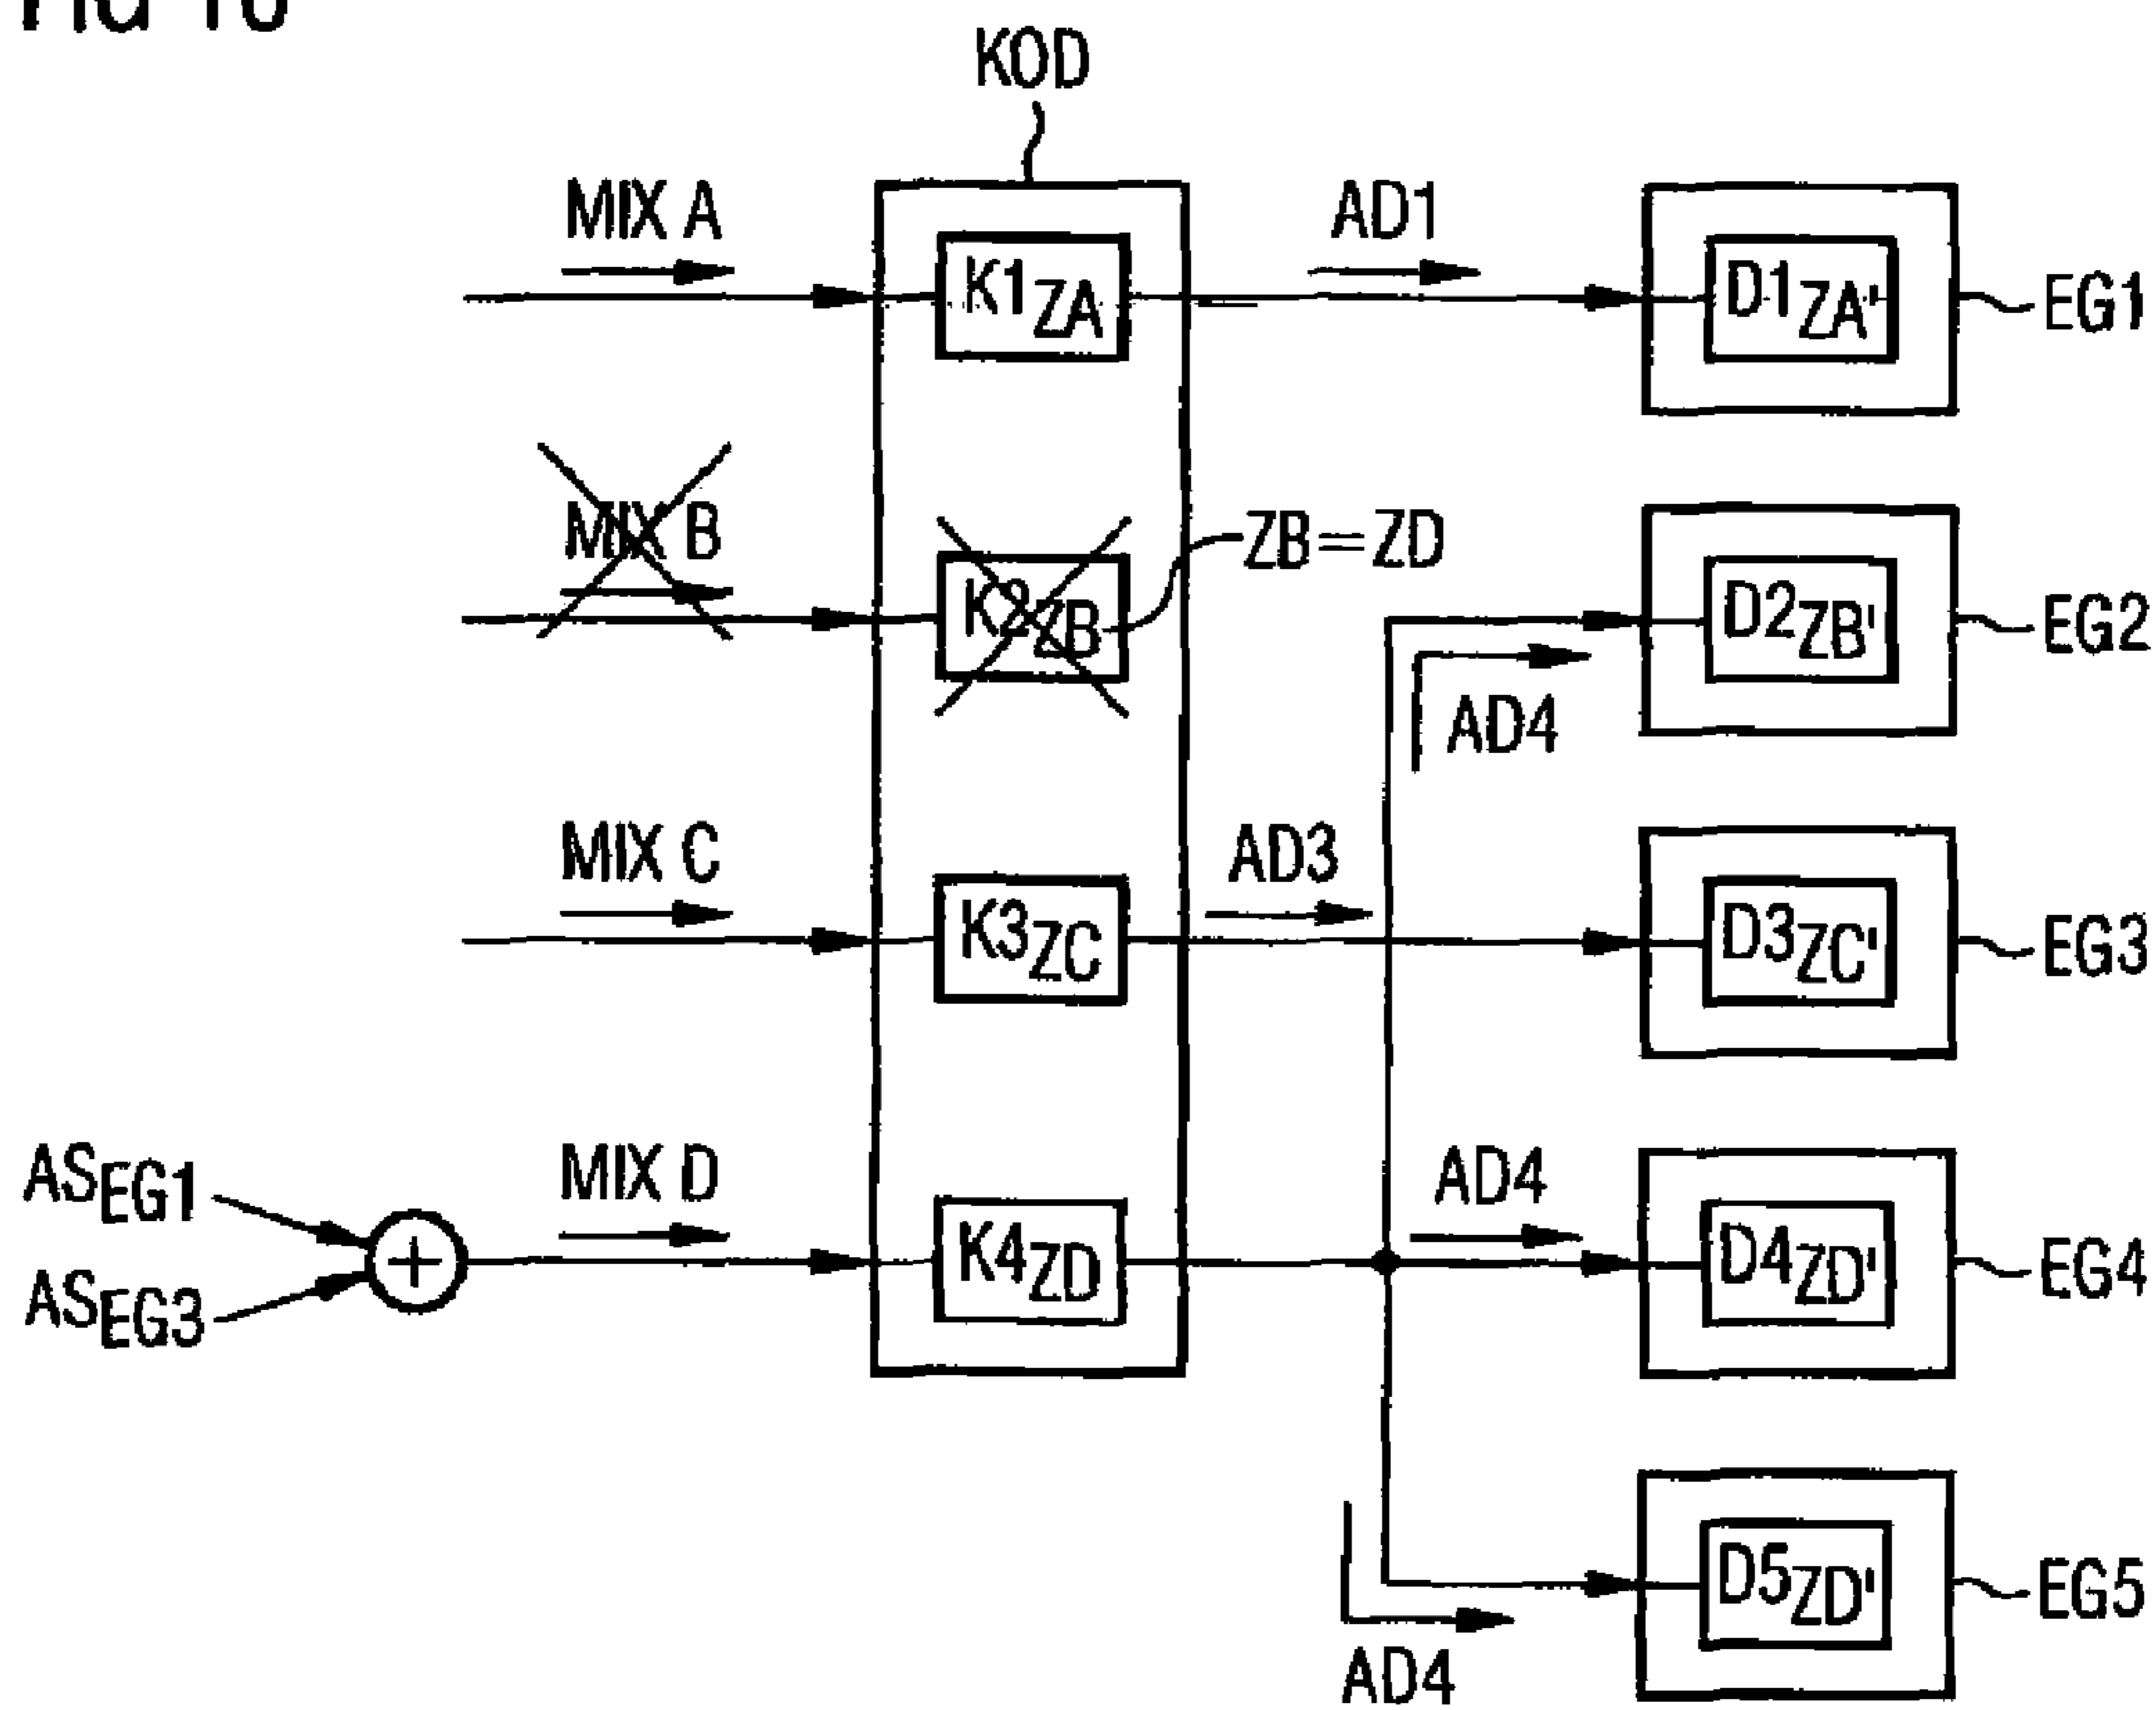 KOD
MIX A
AD1
K1ZA
D1ZA'
EG1
MIX B
K2ZB
ZB=ZD
D2ZB'
EG2
AD4
MIX C
AD3
K3ZC
D3ZC'
EG3
ASEG1
MIX D
AD4
K4ZD
D4ZD'
EG4
ASEG3
+
D5ZD'
EG5
AD4